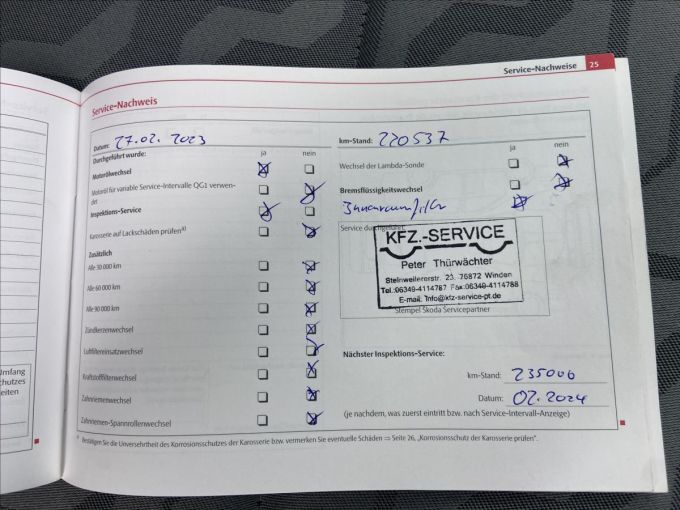 Service-Nachweise 25
Service-Nachweis
Datum: 27.02. 2023
km-Stand: 220537
Durchgeführt wurde:
ja nein
ja nein
Motorölwechsel
Wechsel der Lambda-Sonde
Motoröl für variable Service-Intervalle QG1 verwen-
det
Bremsflüssigkeitswechsel
Inspektions-Service
Innenraumfilter
Karosserie auf Lackschäden prüfen a)
Service durchgeführt:
KFZ.-SERVICE
Peter Thürwächter
Steinweilererstr. 23, 76872 Winden
Tel.:06349-4114787 Fax:06349-4114788
E-mail: info@kfz-service-pt.de
Stempel Škoda Servicepartner
Zusätzlich
Alle 30 000 km
Alle 60 000 km
Alle 90 000 km
Zündkerzenwechsel
Luftfiltereinsatzwechsel
Kraftstofffilterwechsel
Zahnriemenwechsel
Zahnriemen-Spannrollenwechsel
Nächster Inspektions-Service:
km-Stand: 235000
Datum: 02.2024
(je nachdem, was zuerst eintritt bzw. nach Service-Intervall-Anzeige)
a) Bestätigen Sie die Unversehrtheit des Korrosionsschutzes der Karosserie bzw. vermerken Sie eventuelle Schäden ⇒ Seite 26, „Korrosionsschutz der Karosserie prüfen“.